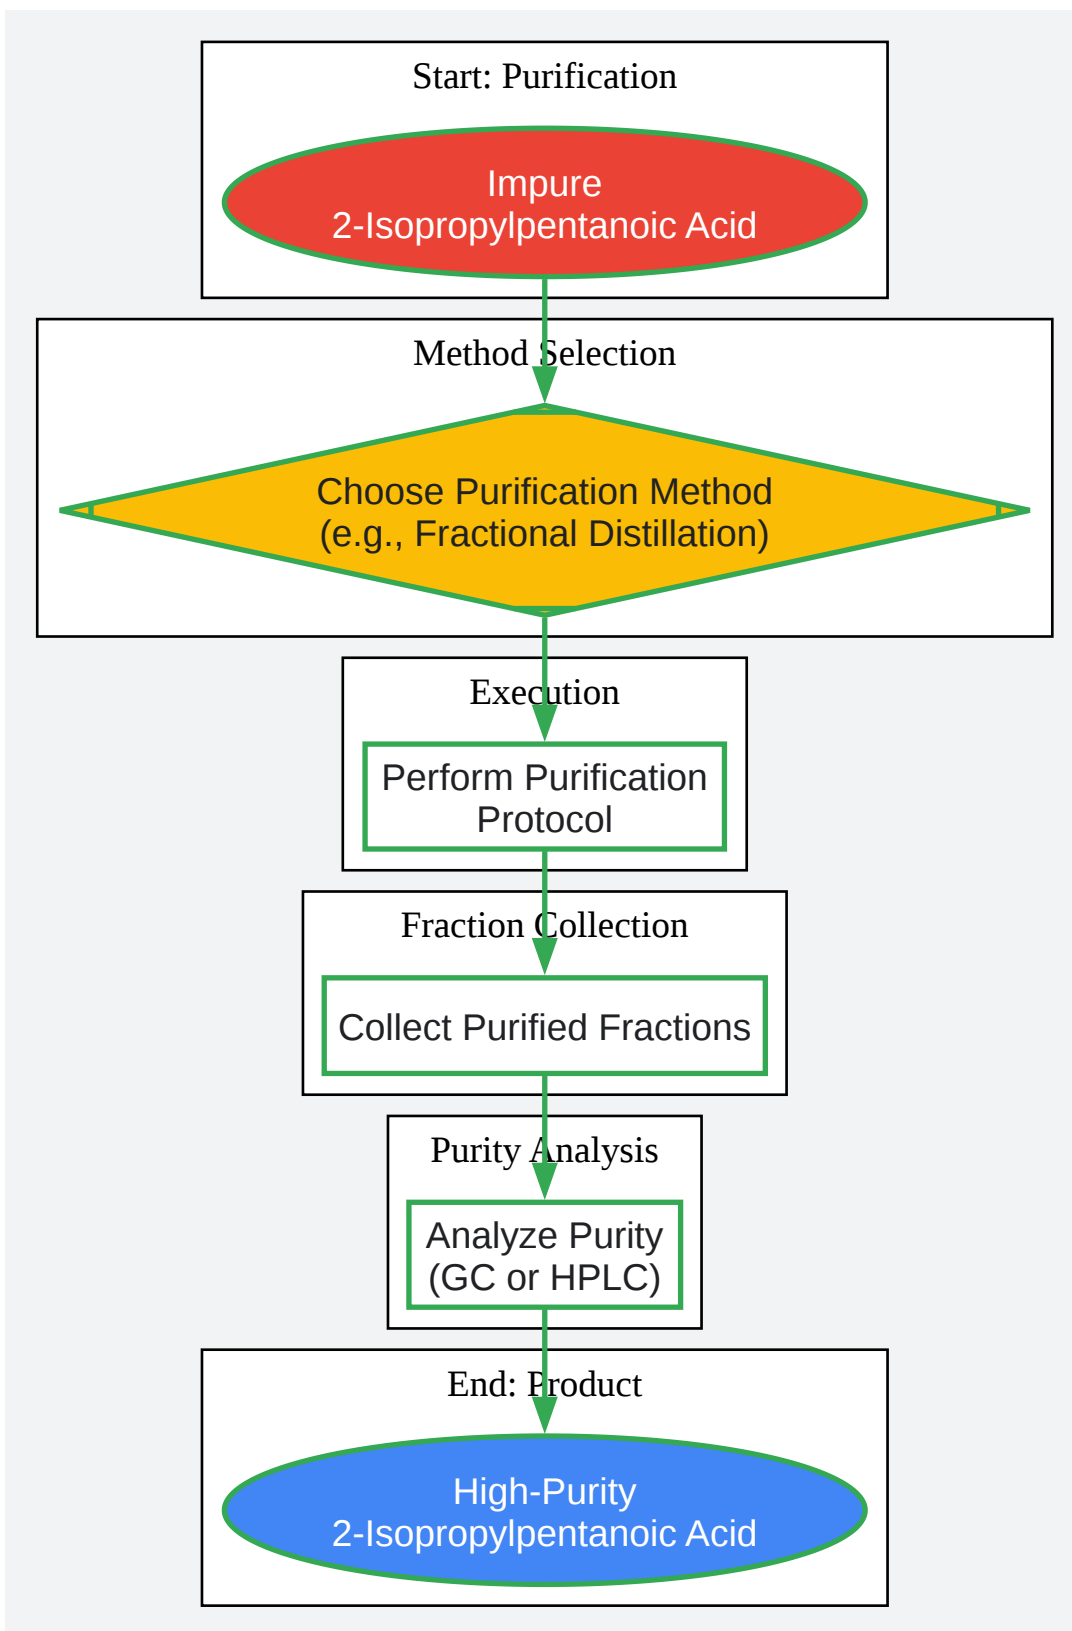 Start: Purification
Impure
2-Isopropylpentanoic Acid
Method Selection
Choose Purification Method
(e.g., Fractional Distillation)
Execution
Perform Purification
Protocol
Fraction Collection
Collect Purified Fractions
Purity Analysis
Analyze Purity
(GC or HPLC)
End: Product
High-Purity
2-Isopropylpentanoic Acid